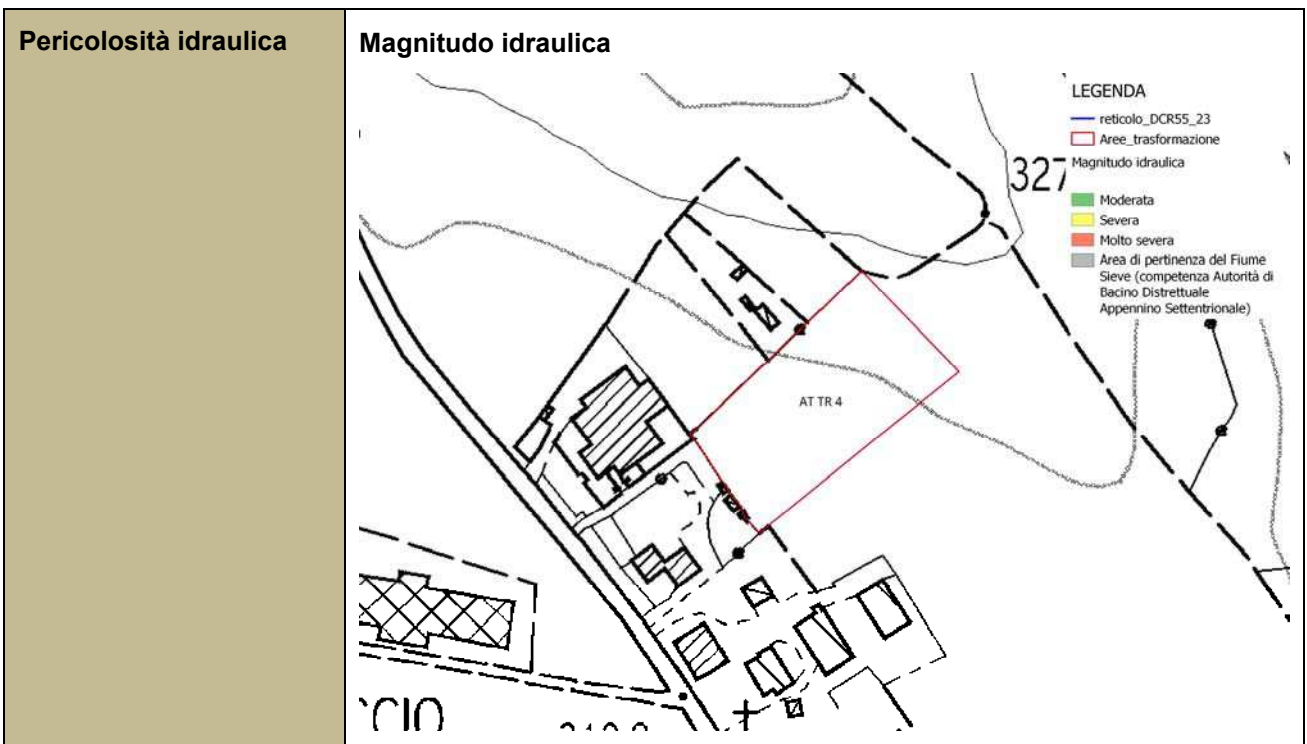 Pericolosità idraulica
Magnitudo idraulica
LEGENDA
reticolo_DCR55_23
Aree_trasformazione
Magnitudo idraulica
Moderata
Severa
Molto severa
Area di pertinenza del Fiume
Sieve (competenza Autorità di
Bacino Distrettuale
Appennino Settentrionale)
327
AT TR 4
CCIO